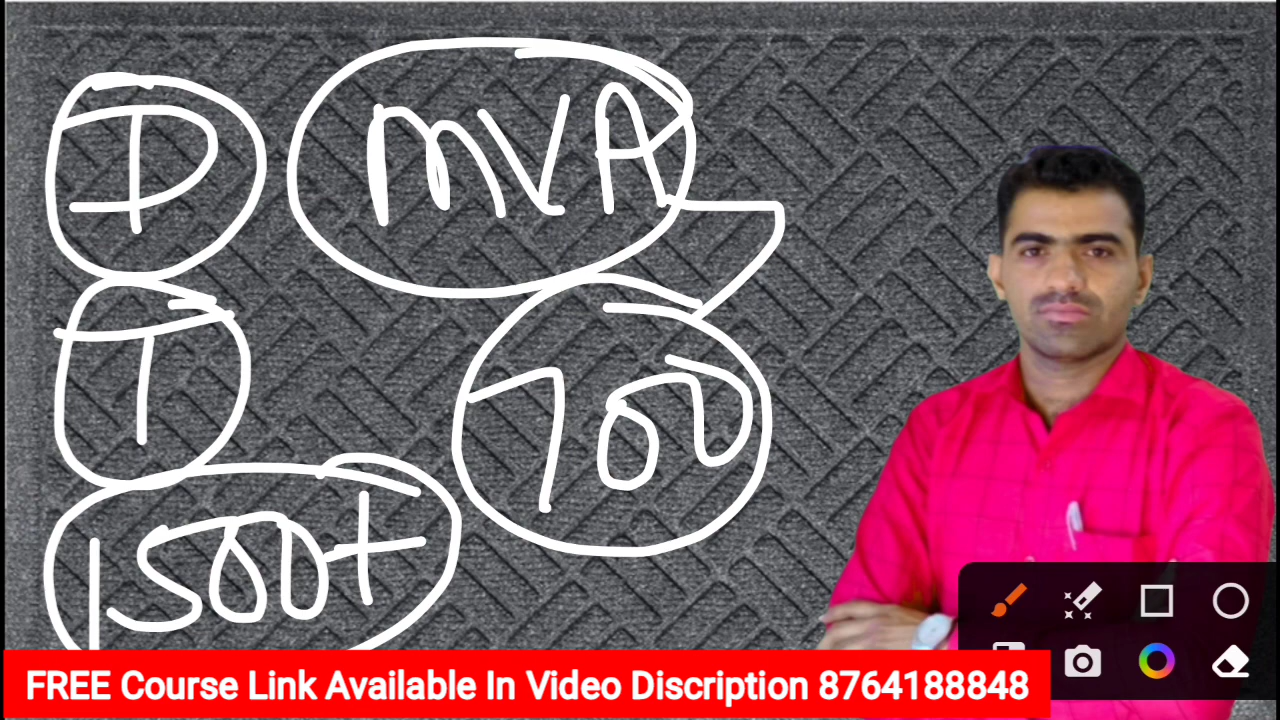 D MVA
T
700
1500+
FREE Course Link Available In Video Discription 8764188848